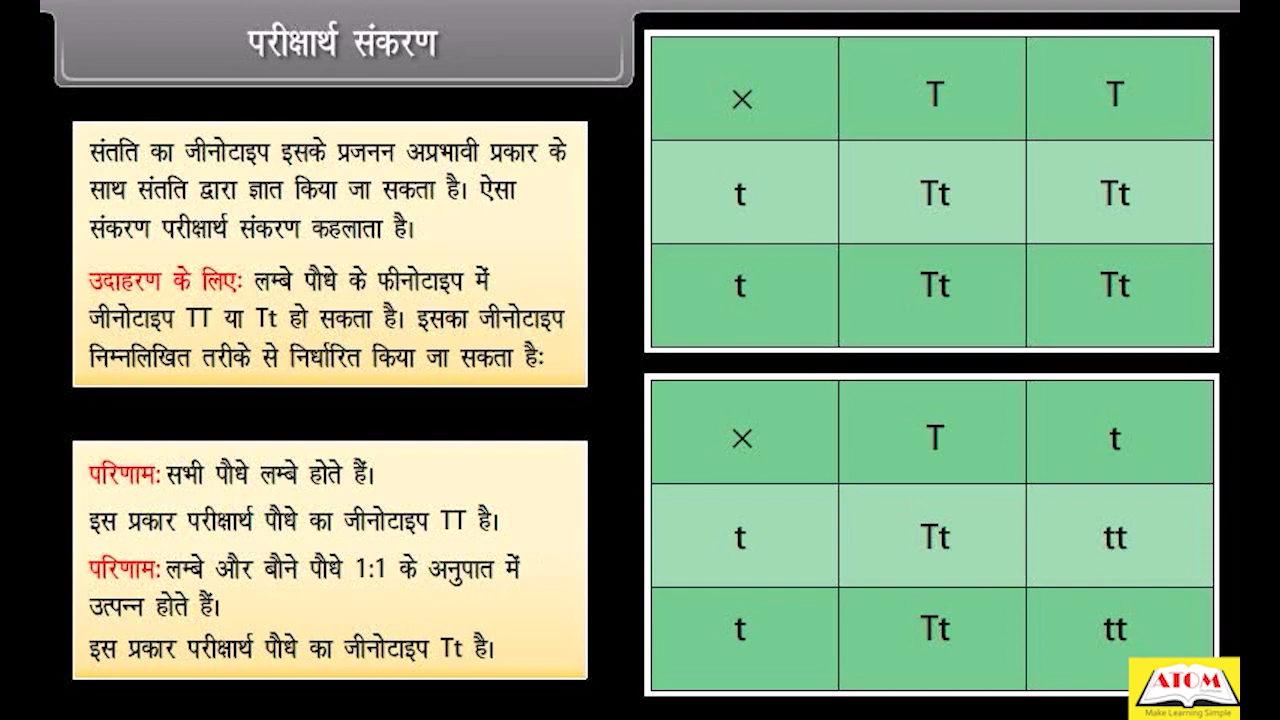 परीक्षार्थ संकरण
संतति का जीनोटाइप इसके प्रजनन अप्रभावी प्रकार के
साथ संतति द्वारा ज्ञात किया जा सकता है। ऐसा
संकरण परीक्षार्थ संकरण कहलाता है।
उदाहरण के लिए: लम्बे पौधे के फीनोटाइप में
जीनोटाइप TT या Tt हो सकता है। इसका जीनोटाइप
निम्नलिखित तरीके से निर्धारित किया जा सकता है:
परिणाम: सभी पौधे लम्बे होते हैं।
इस प्रकार परीक्षार्थ पौधे का जीनोटाइप TT है।
परिणाम: लम्बे और बौने पौधे 1:1 के अनुपात में
उत्पन्न होते हैं।
इस प्रकार परीक्षार्थ पौधे का जीनोटाइप Tt है।
× T T
t Tt Tt
t Tt Tt
× T t
t Tt tt
t Tt tt
ATOM
Make Learning Simple